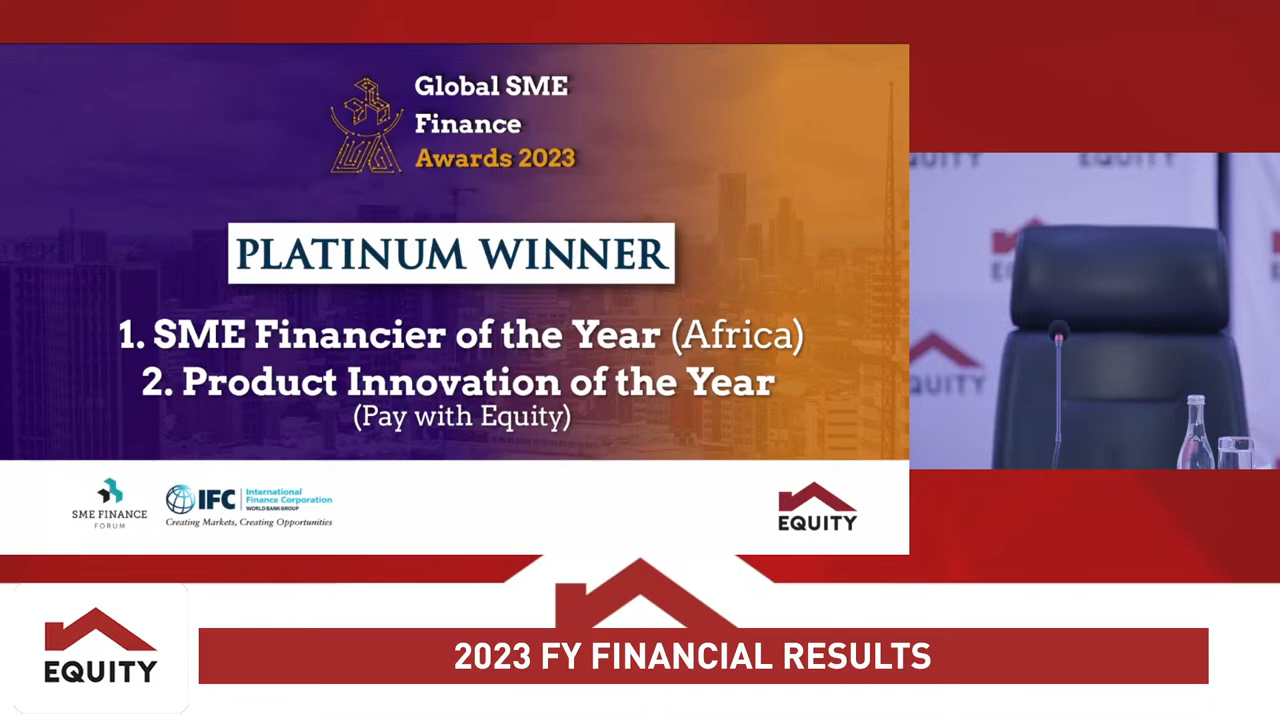 Global SME
Finance
Awards 2023
PLATINUM WINNER
1. SME Financier of the Year (Africa)
2. Product Innovation of the Year
(Pay with Equity)
SME FINANCE
FORUM
IFC
International
Finance Corporation
WORLD BANK GROUP
Creating Markets, Creating Opportunities
EQUITY
EQUITY
EQUITY
2023 FY FINANCIAL RESULTS